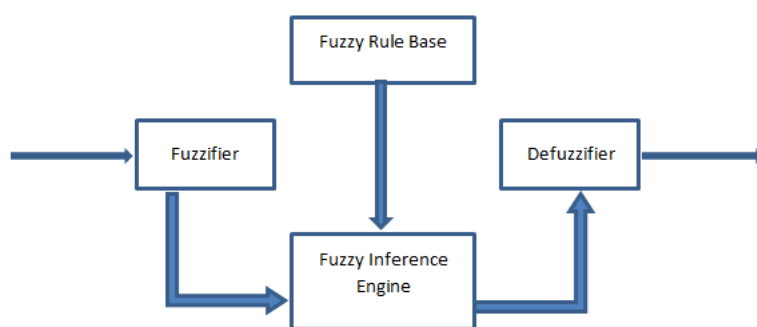 Fuzzy Rule Base
Fuzzifier
Defuzzifier
Fuzzy Inference
Engine